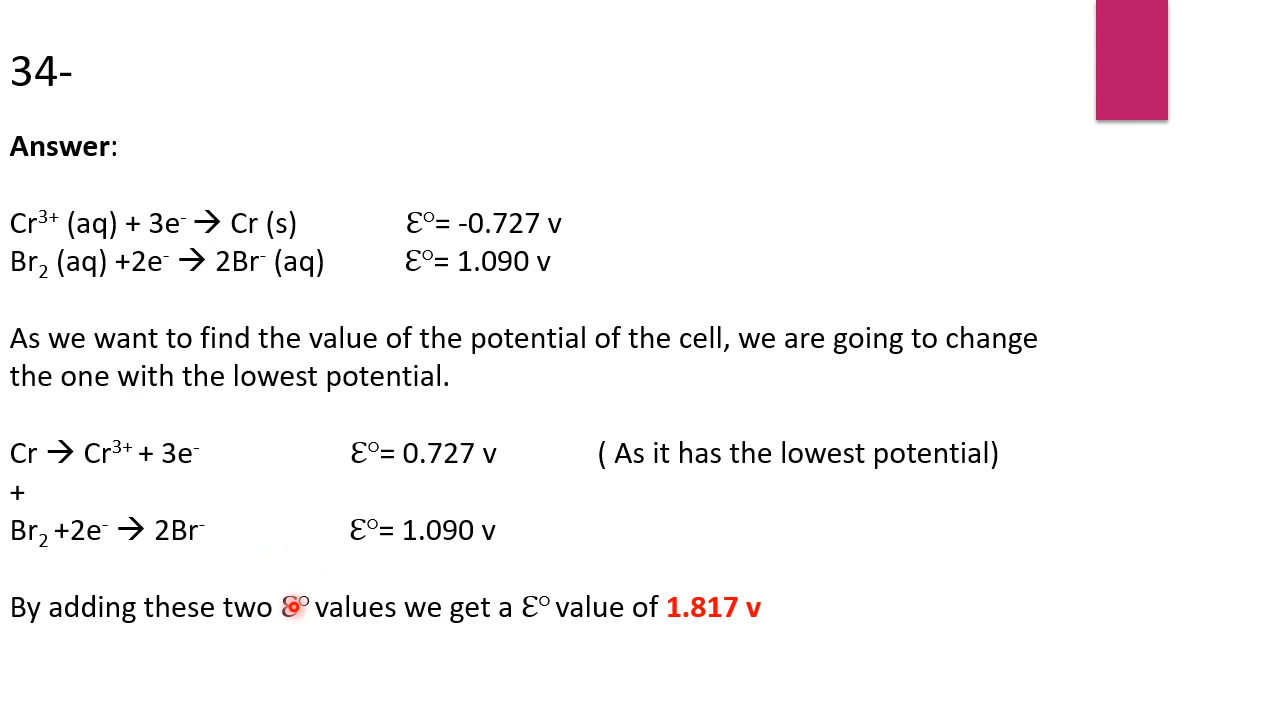 34-
Answer:
Cr³⁺ (aq) + 3e⁻ → Cr (s) Ɛ°= -0.727 v
Br₂ (aq) +2e⁻ → 2Br⁻ (aq) Ɛ°= 1.090 v
As we want to find the value of the potential of the cell, we are going to change
the one with the lowest potential.
Cr → Cr³⁺ + 3e⁻ Ɛ°= 0.727 v ( As it has the lowest potential)
+
Br₂ +2e⁻ → 2Br⁻ Ɛ°= 1.090 v
By adding these two Ɛ° values we get a Ɛ° value of 1.817 v